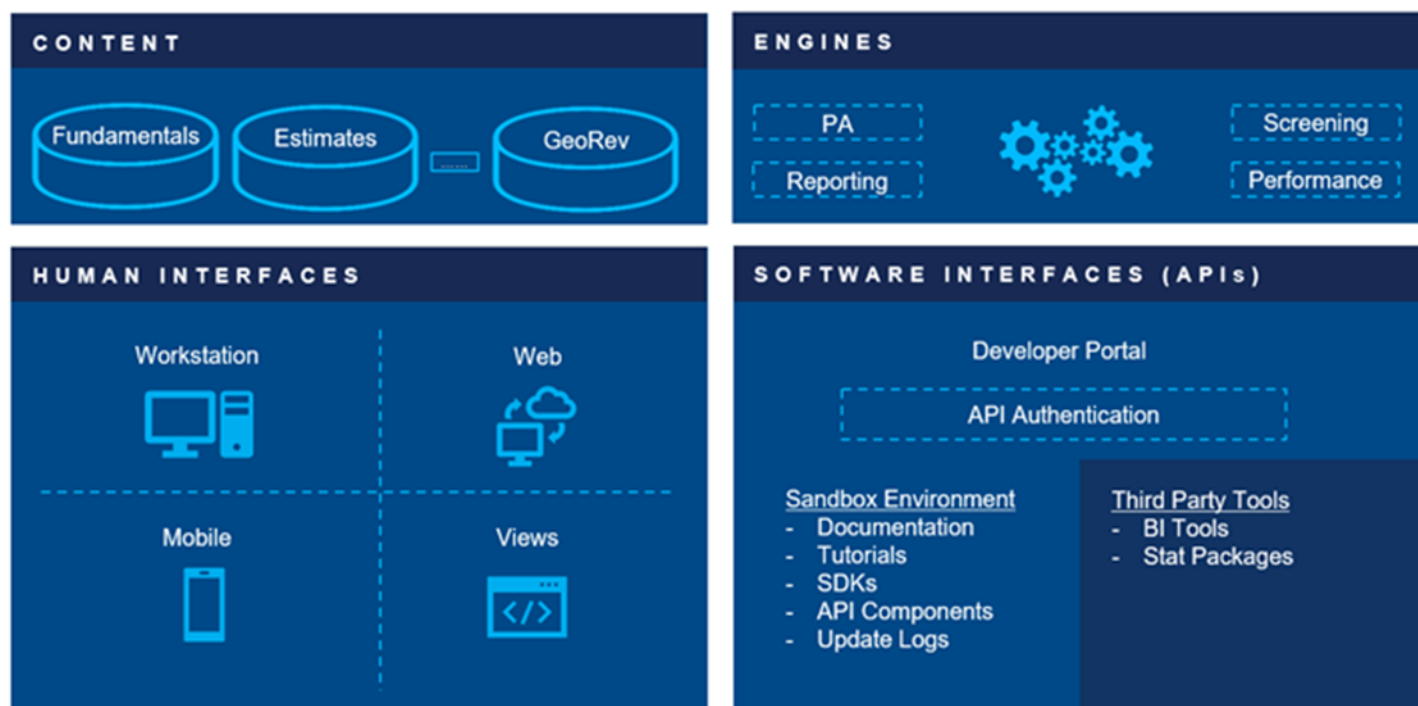 CONTENT
Fundamentals
Estimates
......
GeoRev
ENGINES
PA
Screening
Reporting
Performance
HUMAN INTERFACES
Workstation
Web
Mobile
Views
</>
SOFTWARE INTERFACES (APIs)
Developer Portal
API Authentication
Sandbox Environment
- Documentation
- Tutorials
- SDKs
- API Components
- Update Logs
Third Party Tools
- BI Tools
- Stat Packages